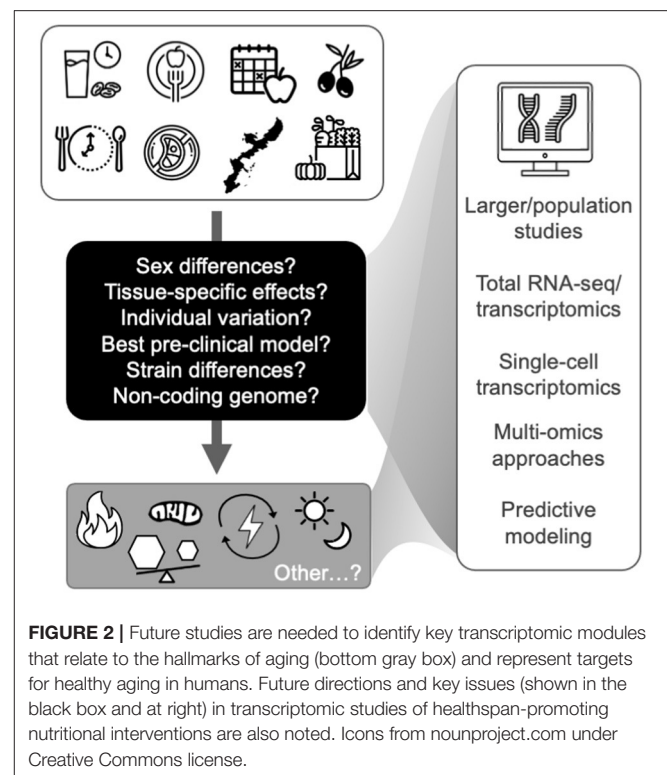 Sex differences?
Tissue-specific effects?
Individual variation?
Best pre-clinical model?
Strain differences?
Non-coding genome?
Other...?
Larger/population
studies
Total RNA-seq/
transcriptomics
Single-cell
transcriptomics
Multi-omics
approaches
Predictive
modeling
FIGURE 2 | Future studies are needed to identify key transcriptomic modules
that relate to the hallmarks of aging (bottom gray box) and represent targets
for healthy aging in humans. Future directions and key issues (shown in the
black box and at right) in transcriptomic studies of healthspan-promoting
nutritional interventions are also noted. Icons from nounproject.com under
Creative Commons license.